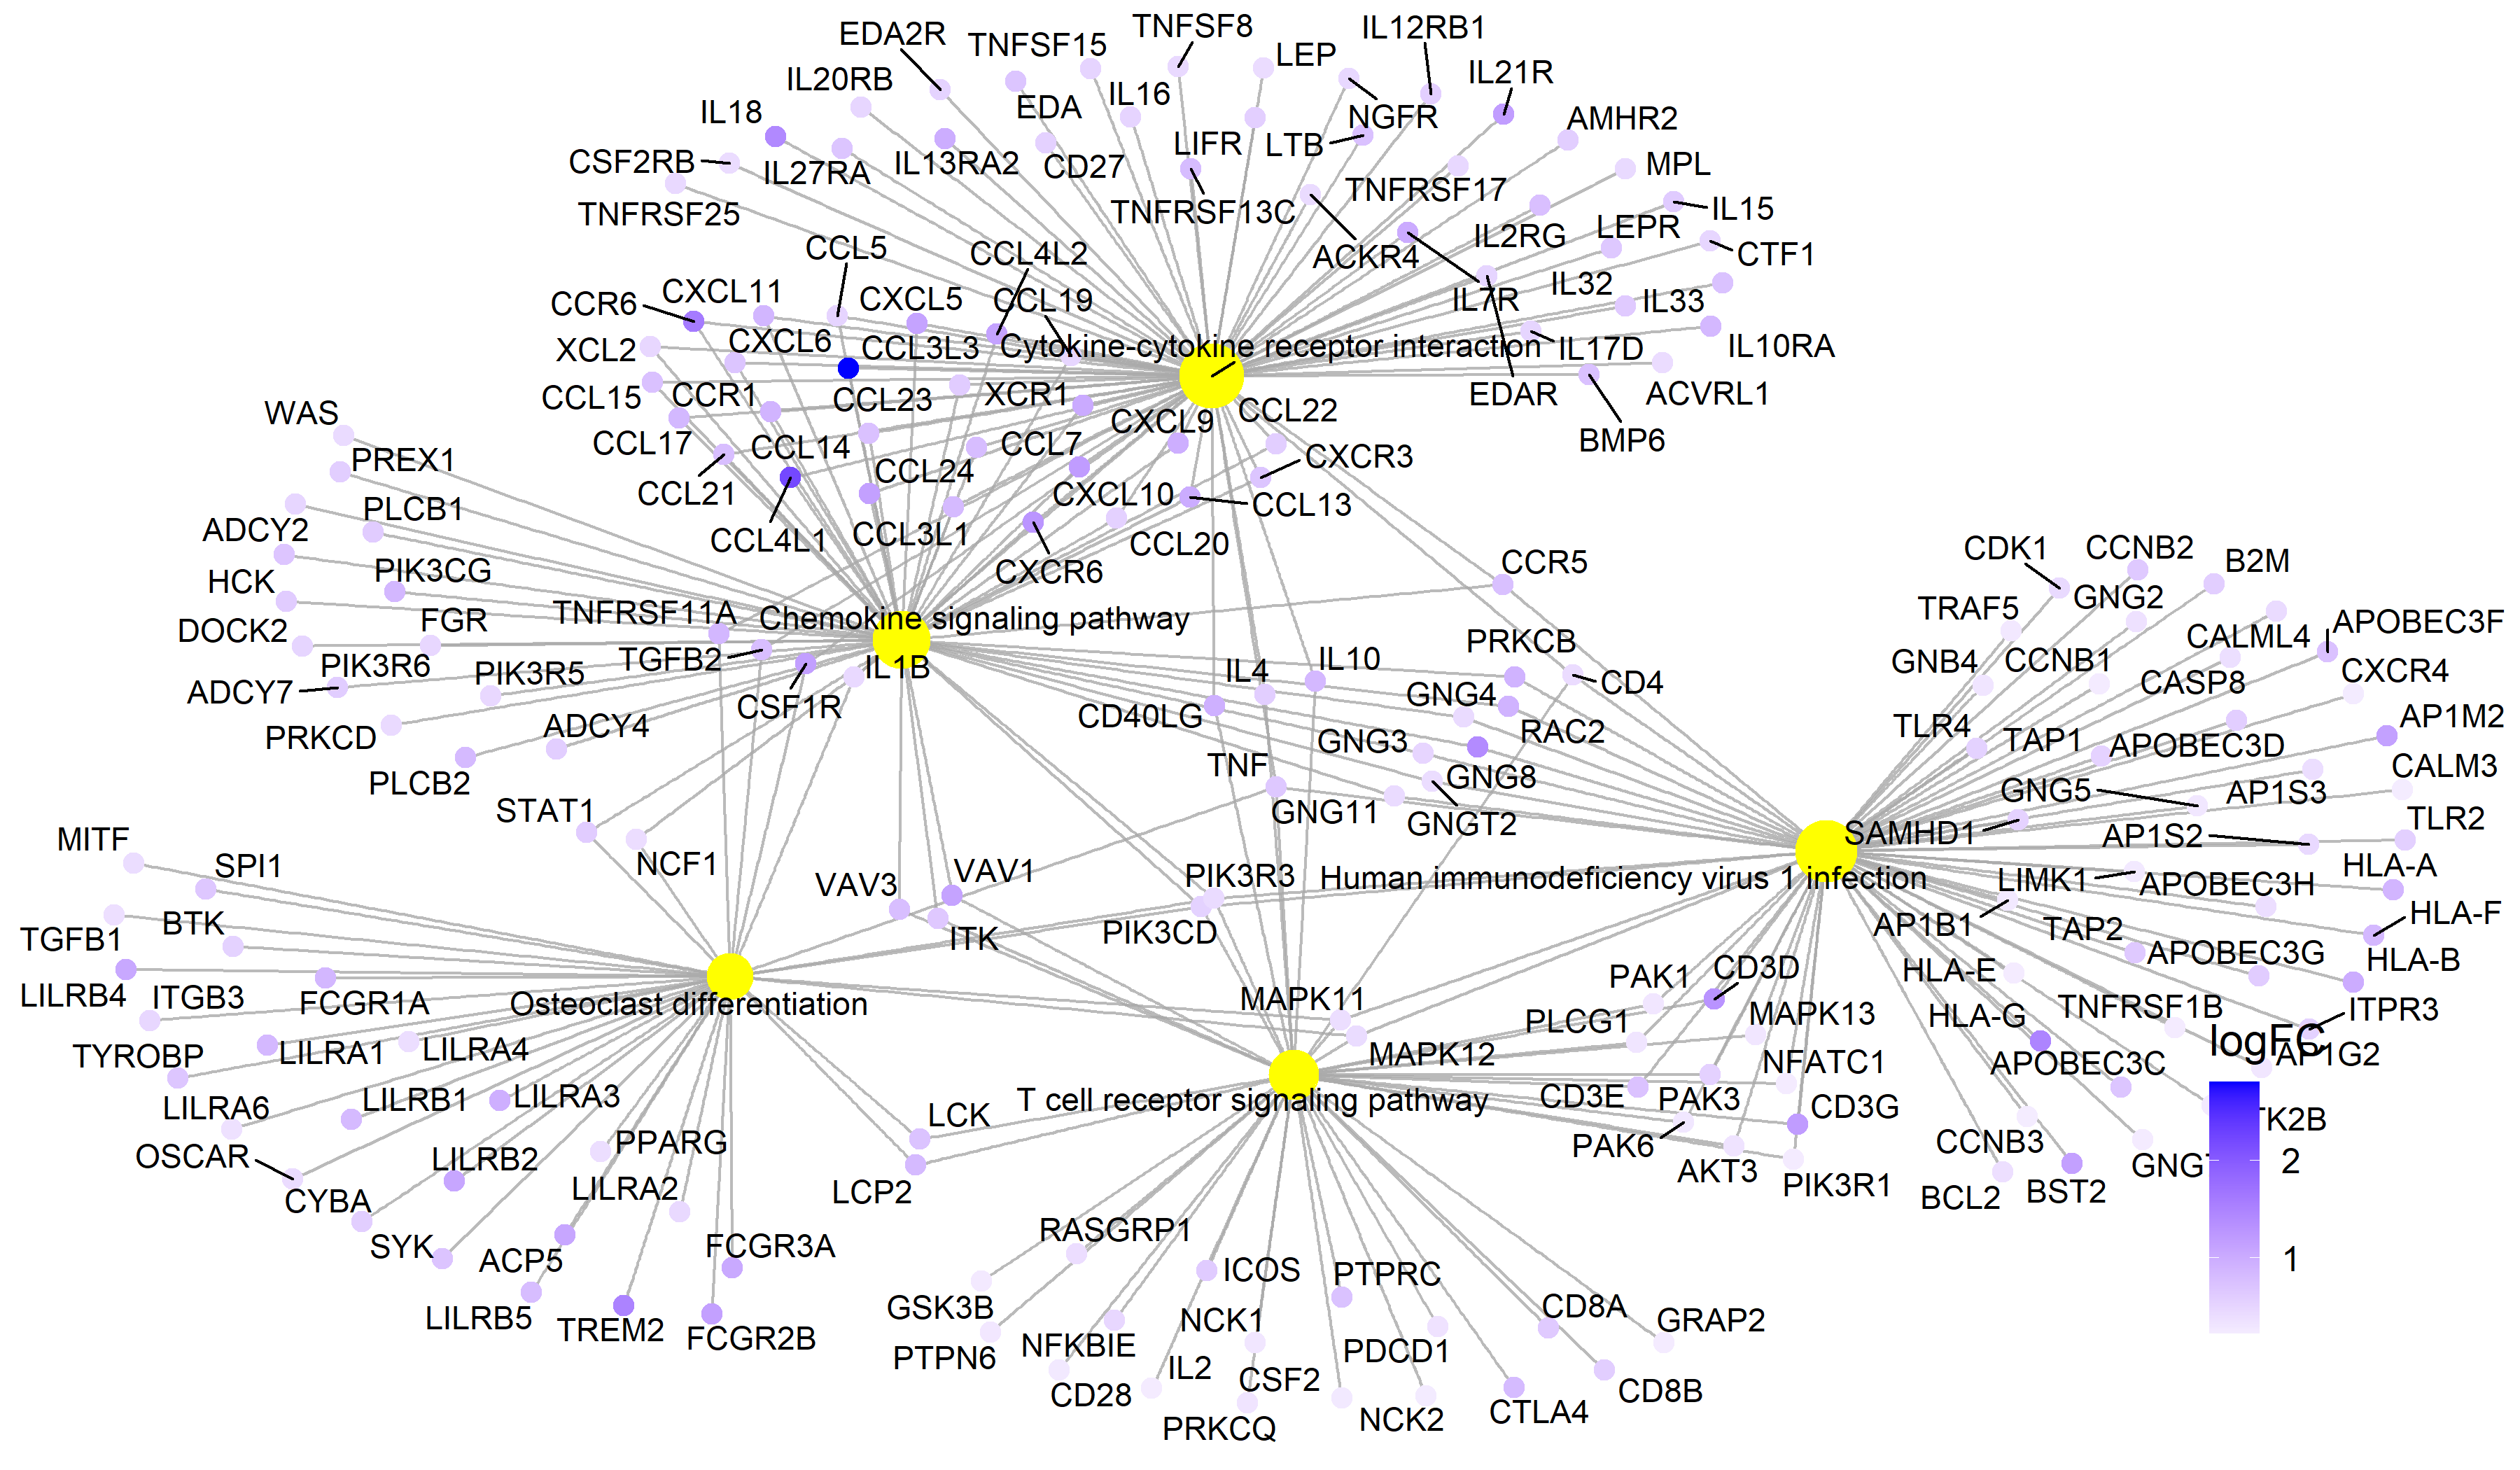 EDA2R
TNFSF15
TNFSF8
LEP
IL12RB1
IL21R
IL20RB
EDA
IL16
NGFR
AMHR2
IL18
IL27RA
IL13RA2
CD27
LIFR
LTB
CSF2RB
TNFRSF17
MPL
TNFRSF25
TNFRSF13C
ACKR4
IL2RG
LEPR
IL15
CTF1
CCL5
CCL4L2
CCR6
CXCL11
CXCL5
CCL19
IL7R
IL32
IL33
XCL2
CXCL6
CCL3L3
Cytokine-cytokine receptor interaction
IL17D
IL10RA
CCL15
CCR1
CCL23
XCR1
CXCL9
CCL22
EDAR
ACVRL1
WAS
CCL17
CCL14
CCL7
BMP6
PREX1
CCL21
CCL24
CXCL10
CXCR3
CCL13
PLCB1
ADCY2
CCL4L1
CCL3L1
CCL20
CXCR6
CCR5
CDK1
CCNB2
B2M
HCK
PIK3CG
TRAF5
GNG2
DOCK2
FGR
TNFRSF11A
Chemokine signaling pathway
PRKCB
CALML4
APOBEC3F
PIK3R6
TGFB2
IL1B
IL4
IL10
CD4
GNB4
CCNB1
CASP8
CXCR4
ADCY7
PIK3R5
CSF1R
CD40LG
GNG4
RAC2
TLR4
TAP1
APOBEC3D
AP1M2
PRKCD
ADCY4
GNG3
TNF
GNG8
CALM3
PLCB2
STAT1
GNG11
GNGT2
GNG5
AP1S3
MITF
SPI1
NCF1
SAMHD1
AP1S2
TLR2
VAV3
VAV1
PIK3R3
Human immunodeficiency virus 1 infection
LIMK1
APOBEC3H
HLA-A
TGFB1
BTK
ITK
PIK3CD
AP1B1
TAP2
HLA-F
LILRB4
ITGB3
FCGR1A
Osteoclast differentiation
MAPK11
PAK1
CD3D
HLA-E
APOBEC3G
HLA-B
TYROBP
LILRA1
LILRA4
PLCG1
MAPK13
HLA-G
TNFRSF1B
ITPR3
MAPK12
NFATC1
APOBEC3C
logFC
AP1G2
LILRA6
LILRB1
LILRA3
LCK
T cell receptor signaling pathway
CD3E
PAK3
CD3G
OSCAR
LILRB2
PPARG
PAK6
AKT3
PIK3R1
CCNB3
TK2B
CYBA
LILRA2
LCP2
BCL2
BST2
GNG
2
SYK
ACP5
FCGR3A
RASGRP1
ICOS
PTPRC
1
LILRB5
TREM2
FCGR2B
GSK3B
PTPN6
NFKBIE
NCK1
CD8A
GRAP2
CD28
IL2
CSF2
PDCD1
CD8B
PRKCQ
NCK2
CTLA4